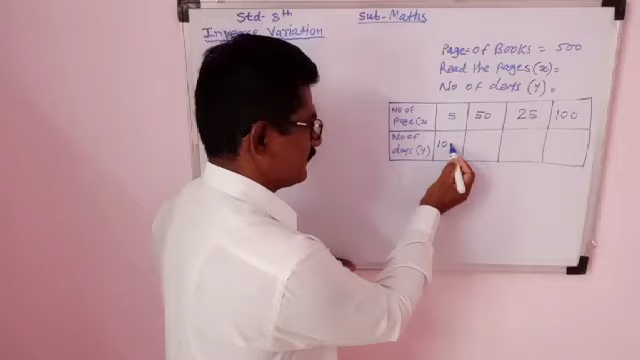 Std- 8th Sub- Maths
Inverse Variation
Page of Books = 500
Read the Pages (x) =
No of days (Y) =
No of Page(x 5 50 25 100
No of days (Y) 10